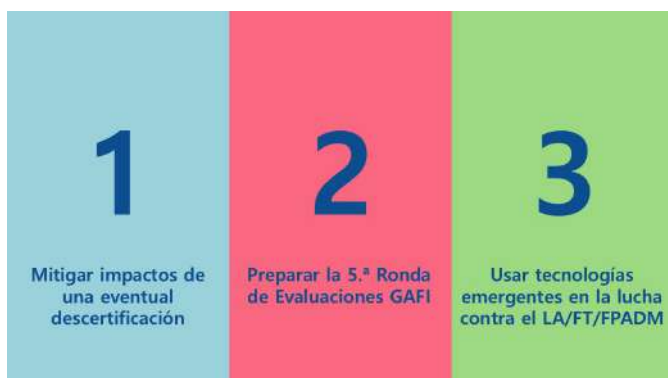 1
Mitigar impactos de
una eventual
descertificación
2
Preparar la 5.ª Ronda
de Evaluaciones GAFI
3
Usar tecnologías
emergentes en la lucha
contra el LA/FT/FPADM